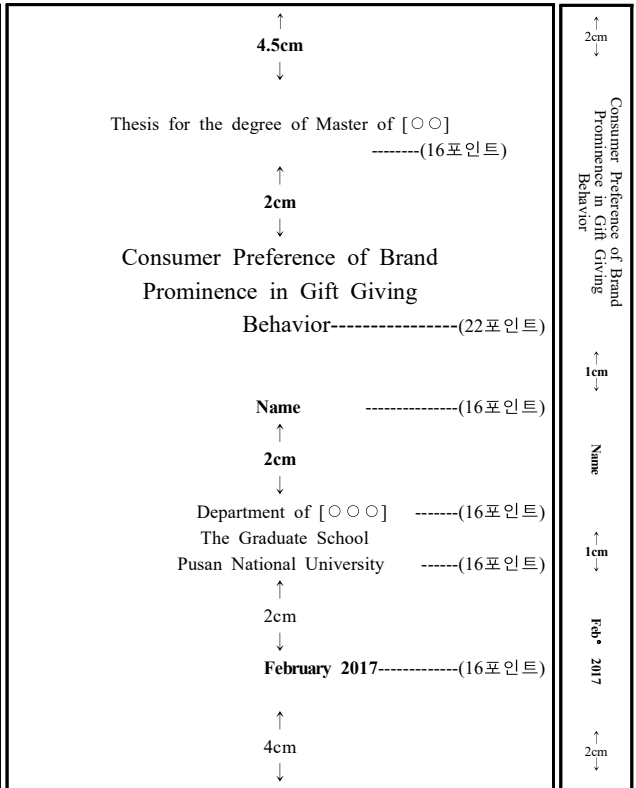 ↑
4.5cm
↓
Thesis for the degree of Master of [○○]
--------(16포인트)
↑
2cm
↓
Consumer Preference of Brand
Prominence in Gift Giving
Behavior----------------(22포인트)
Name ---------------(16포인트)
↑
2cm
↓
Department of [○○○] -------(16포인트)
The Graduate School
Pusan National University ------(16포인트)
↑
2cm
↓
February 2017-------------(16포인트)
↑
4cm
↓
↑
2cm
↓
Consumer Preference of Brand
Prominence in Gift Giving
Behavior
↑
1cm
↓
Name
↑
1cm
↓
Feb° 2017
↑
2cm
↓